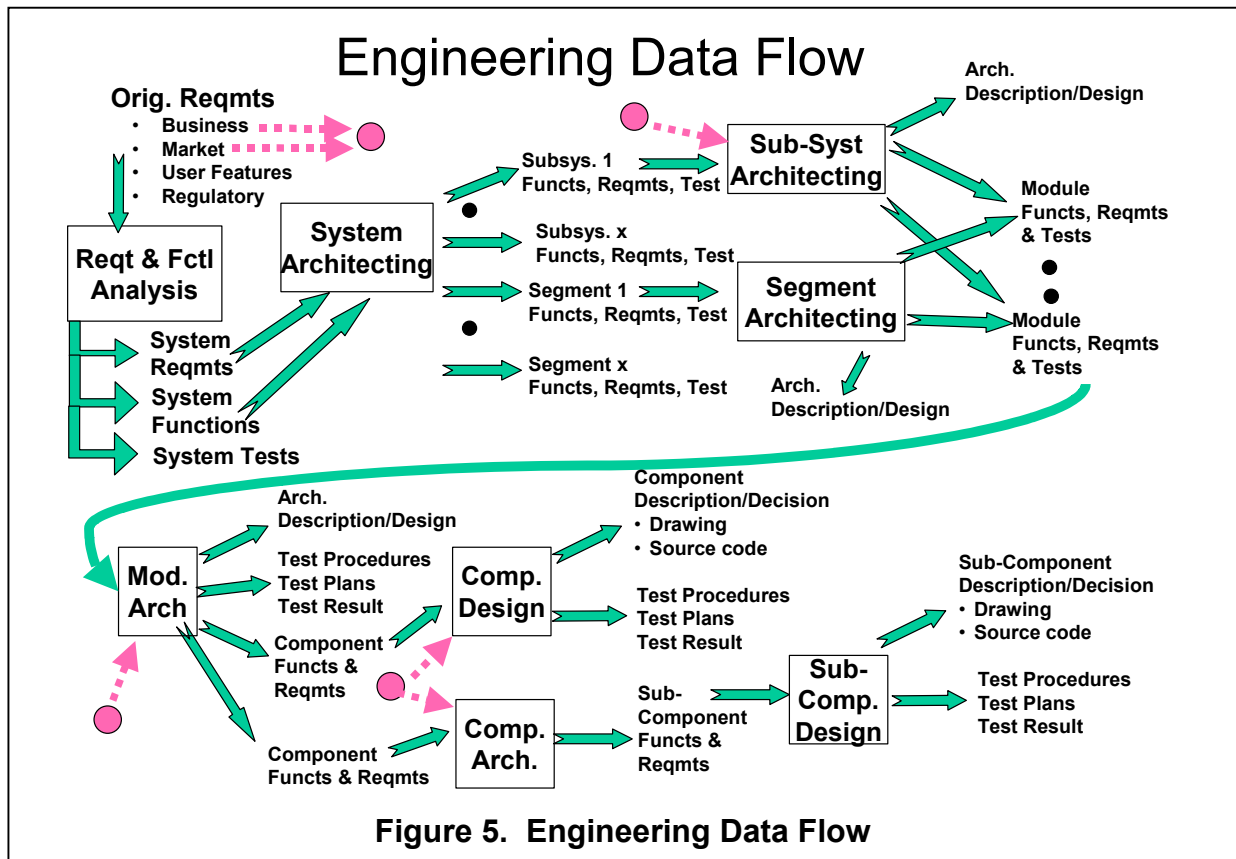 Engineering Data Flow
Orig. Reqmts
• Business
• Market
• User Features
• Regulatory
Reqt & Fctl
Analysis
System
Reqmts
System
Functions
System Tests
System
Architecting
Subsys. 1
Functs, Reqmts, Test
Subsys. x
Functs, Reqmts, Test
Segment 1
Functs, Reqmts, Test
Segment x
Functs, Reqmts, Test
Sub-Syst
Architecting
Segment
Architecting
Arch.
Description/Design
Module
Functs, Reqmts
& Tests
Module
Functs, Reqmts
& Tests
Arch.
Description/Design
Mod.
Arch
Arch.
Description/Design
Test Procedures
Test Plans
Test Result
Component
Functs &
Reqmts
Component
Functs & Reqmts
Comp.
Design
Comp.
Arch.
Component
Description/Decision
• Drawing
• Source code
Test Procedures
Test Plans
Test Result
Sub-
Component
Functs &
Reqmts
Sub-
Comp.
Design
Sub-Component
Description/Decision
• Drawing
• Source code
Test Procedures
Test Plans
Test Result
Figure 5. Engineering Data Flow